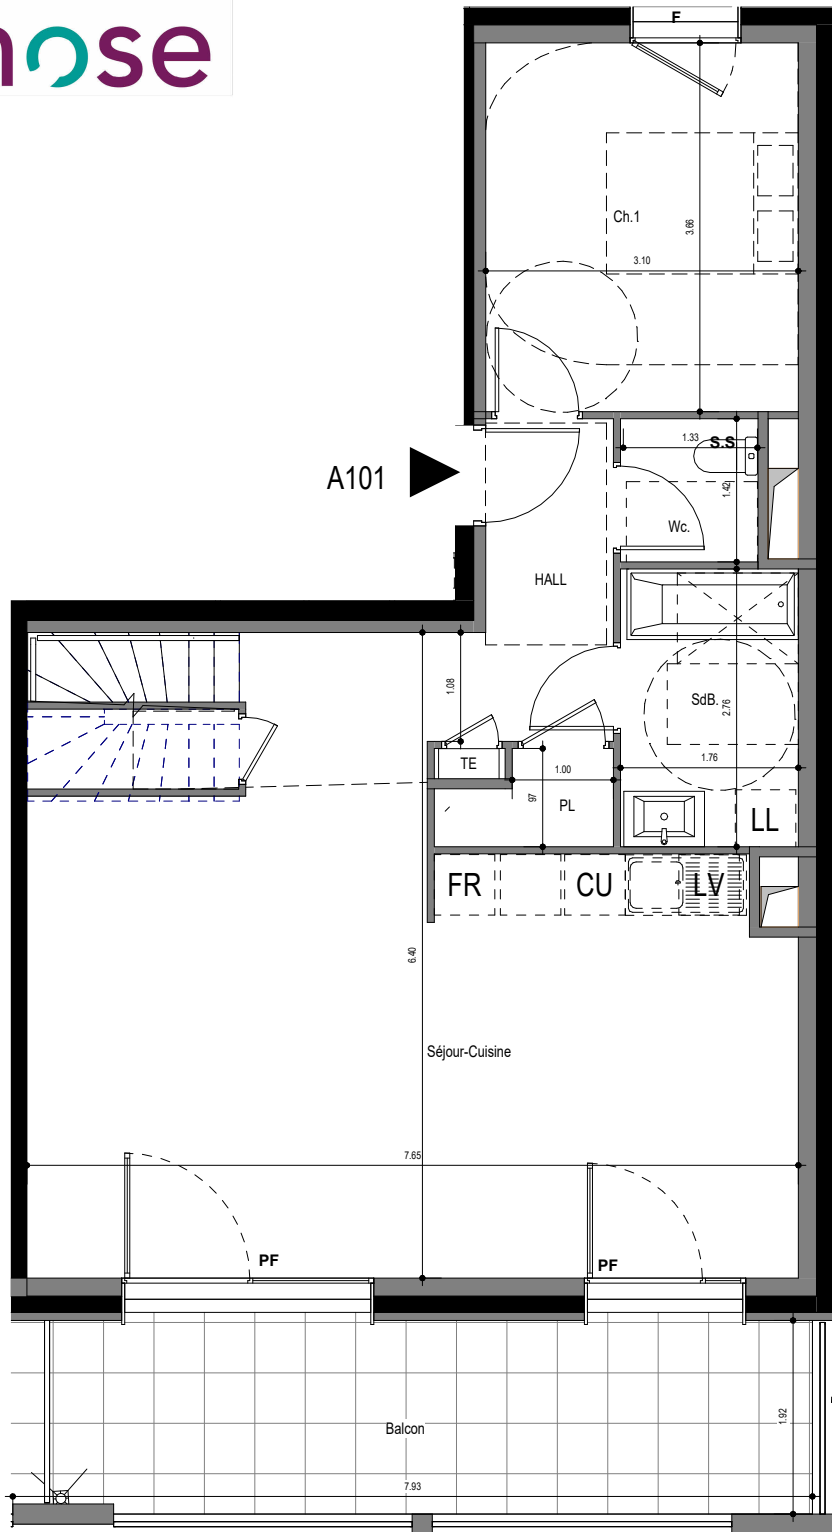 ose
F
Ch.1
3.66
3.10
A101
1.33
S.S
1.42
Wc.
HALL
1.08
SdB.
2.76
TE
1.00
1.76
97
PL
LL
FR
CU
LV
6.40
Séjour-Cuisine
7.65
PF
PF
Balcon
1.92
7.93